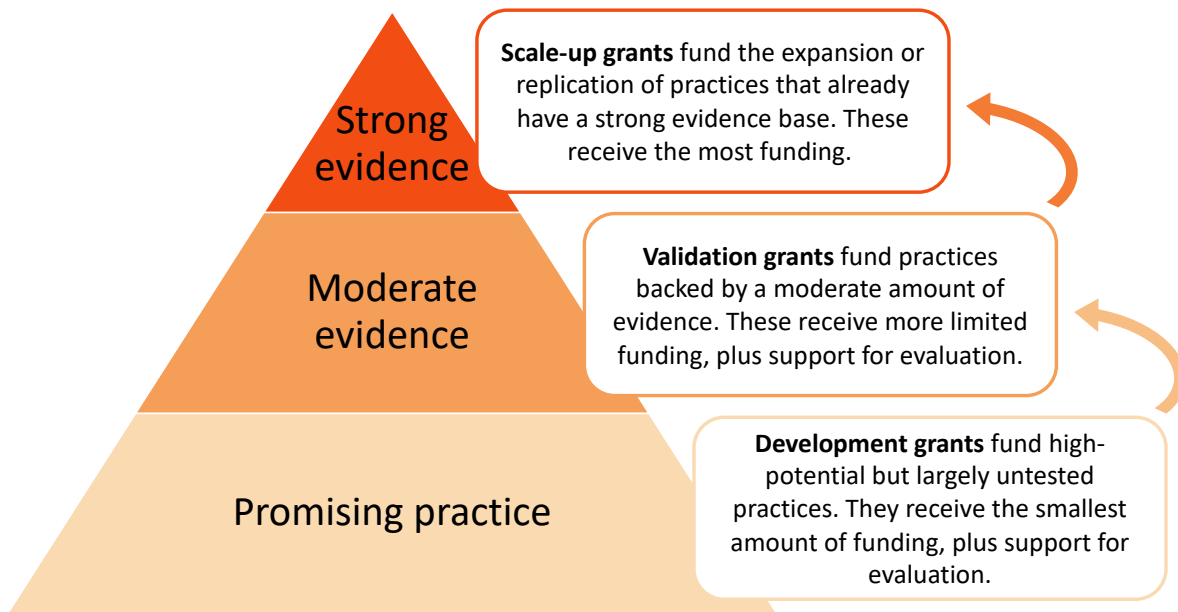 Strong
evidence
Scale-up grants fund the expansion or
replication of practices that already
have a strong evidence base. These
receive the most funding.
Moderate
evidence
Validation grants fund practices
backed by a moderate amount of
evidence. These receive more limited
funding, plus support for evaluation.
Promising practice
Development grants fund high-
potential but largely untested
practices. They receive the smallest
amount of funding, plus support for
evaluation.